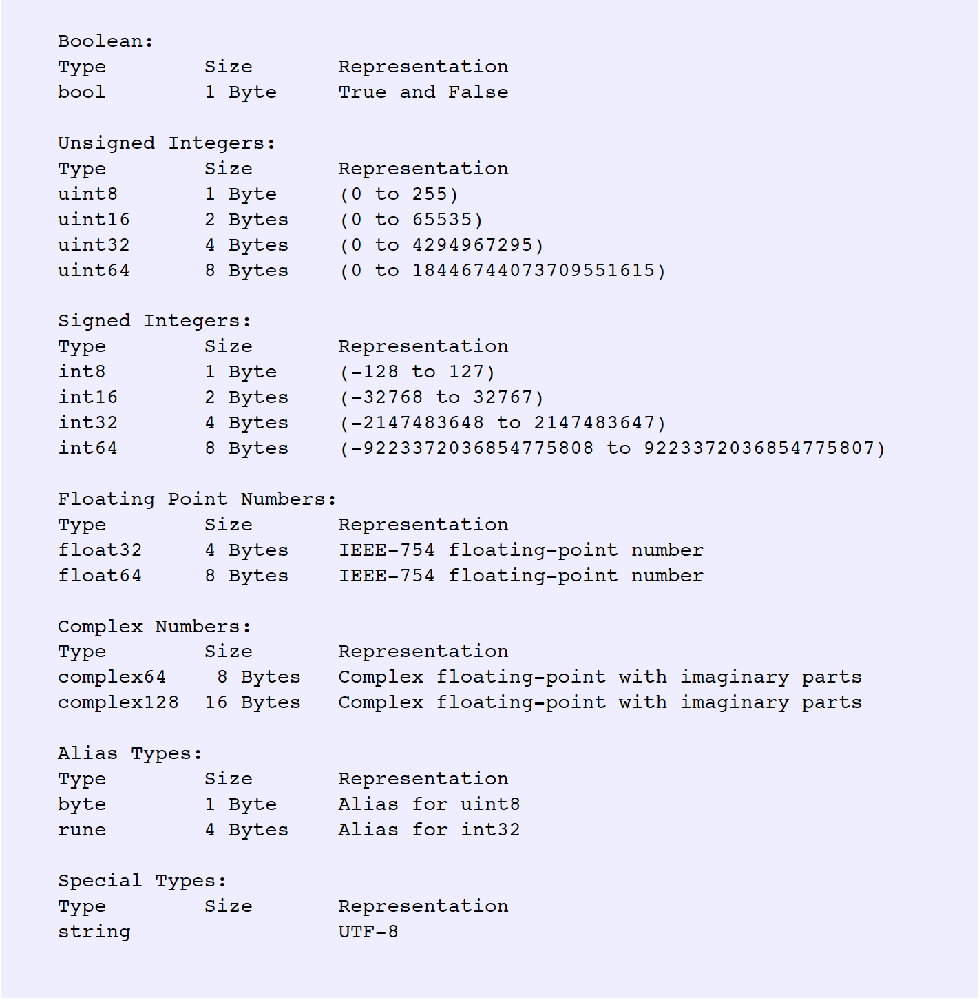 Boolean:
Type        Size       Representation
bool        1 Byte     True and False

Unsigned Integers:
Type        Size       Representation
uint8       1 Byte     (0 to 255)
uint16      2 Bytes    (0 to 65535)
uint32      4 Bytes    (0 to 4294967295)
uint64      8 Bytes    (0 to 18446744073709551615)

Signed Integers:
Type        Size       Representation
int8        1 Byte     (-128 to 127)
int16       2 Bytes    (-32768 to 32767)
int32       4 Bytes    (-2147483648 to 2147483647)
int64       8 Bytes    (-9223372036854775808 to 9223372036854775807)

Floating Point Numbers:
Type        Size       Representation
float32     4 Bytes    IEEE-754 floating-point number
float64     8 Bytes    IEEE-754 floating-point number

Complex Numbers:
Type        Size       Representation
complex64    8 Bytes   Complex floating-point with imaginary parts
complex128  16 Bytes   Complex floating-point with imaginary parts

Alias Types:
Type        Size       Representation
byte        1 Byte     Alias for uint8
rune        4 Bytes    Alias for int32

Special Types:
Type        Size       Representation
string                 UTF-8